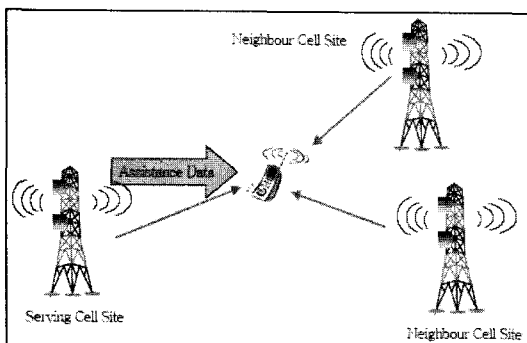 Neighbour Cell Site
Assistance Data
Serving Cell Site
Neighbour Cell Site